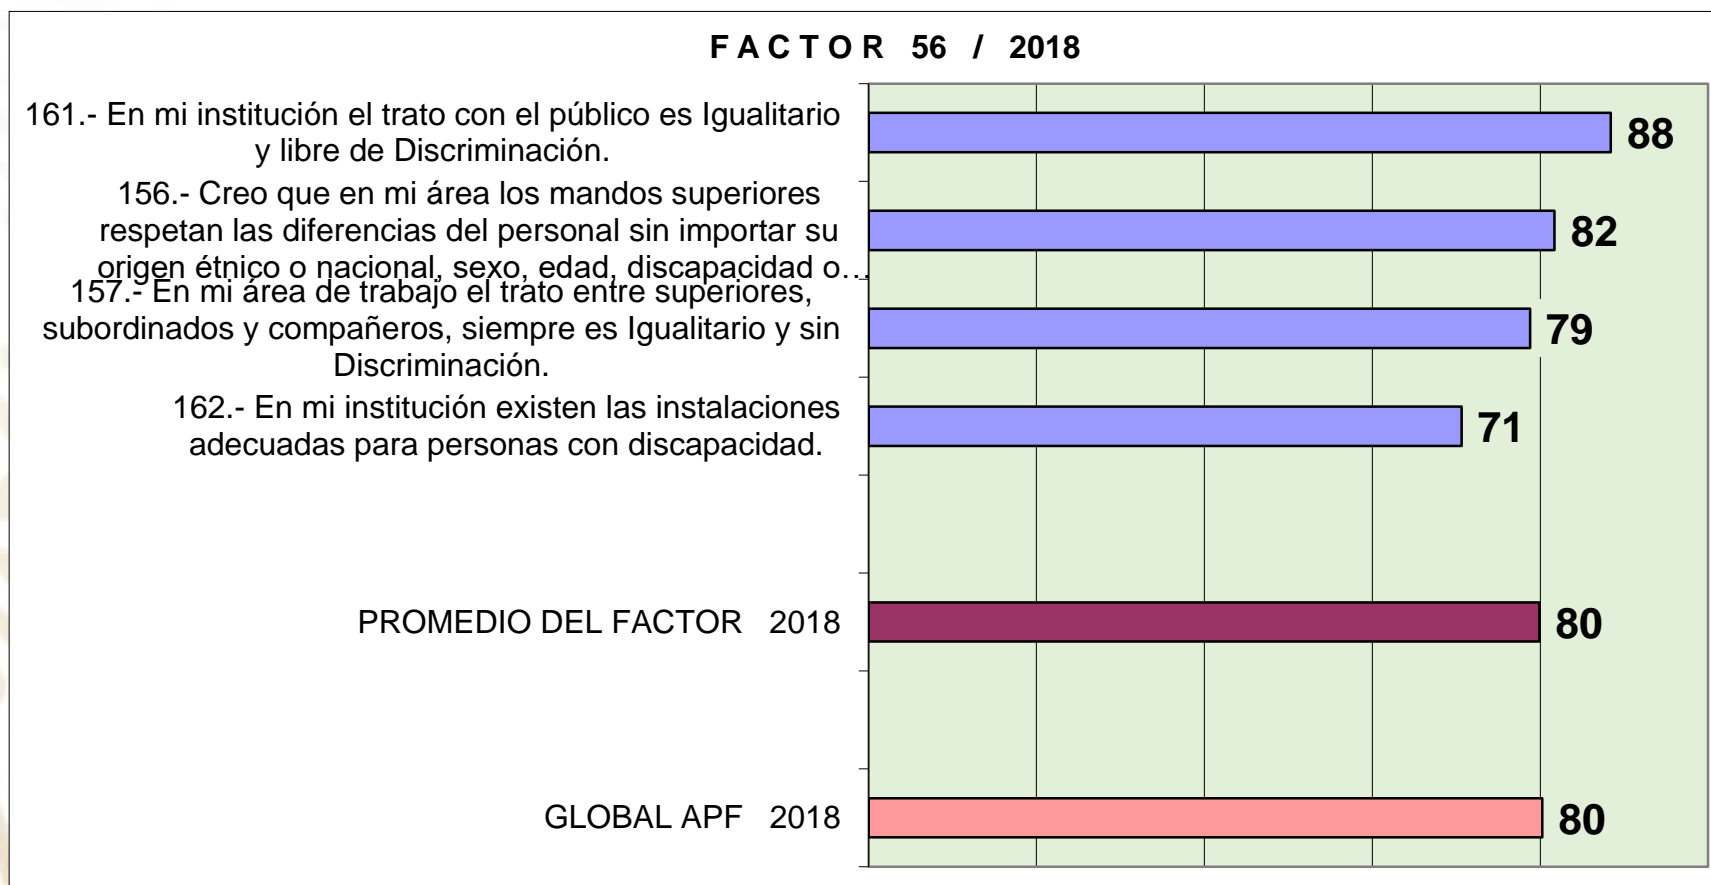 FACTOR 56 / 2018
161.- En mi institución el trato con el público es Igualitario
y libre de Discriminación.
88
156.- Creo que en mi área los mandos superiores
respetan las diferencias del personal sin importar su
origen étnico o nacional, sexo, edad, discapacidad o...
82
157.- En mi área de trabajo el trato entre superiores,
subordinados y compañeros, siempre es Igualitario y sin
Discriminación.
79
162.- En mi institución existen las instalaciones
adecuadas para personas con discapacidad.
71
PROMEDIO DEL FACTOR 2018
80
GLOBAL APF 2018
80